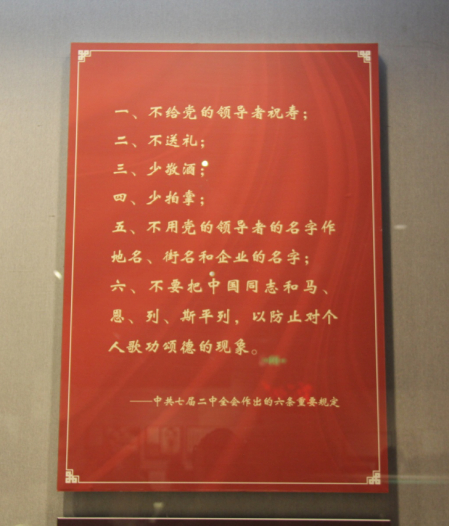 一、不给党的领导者祝寿；
二、不送礼；
三、少敬酒；
四、少拍掌；
五、不用党的领导者的名字作
地名、街名和企业的名字；
六、不要把中国同志和马、
恩、列、斯平列，以防止对个
人歌功颂德的现象。
——中共七届二中全会作出的六条重要规定